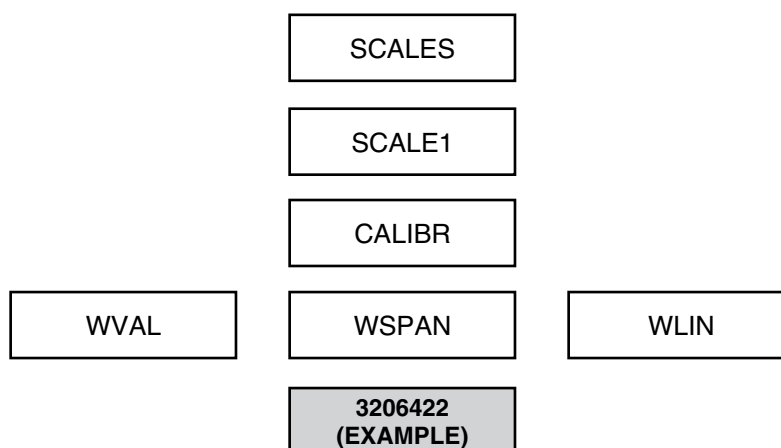 SCALES
SCALE1
CALIBR
WVAL
WSPAN
WLIN
3206422
(EXAMPLE)